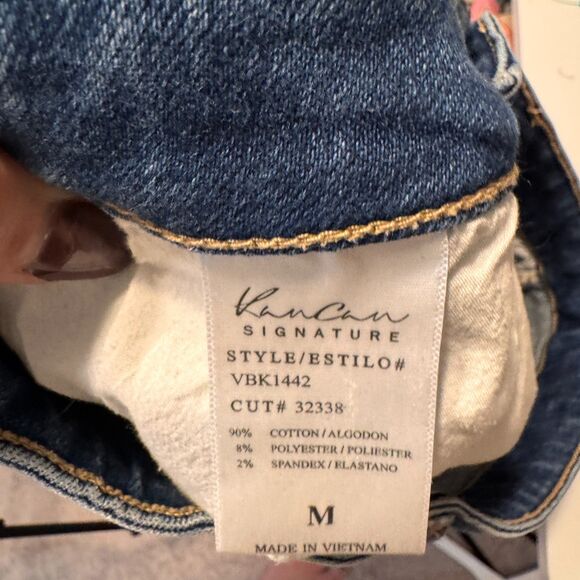 KanCan
SIGNATURE
STYLE/ESTILO#
VBK1442
CUT# 32338
90% COTTON/ALGODON
8% POLYESTER/POLIESTER
2% SPANDEX/ELASTANO
M
MADE IN VIETNAM